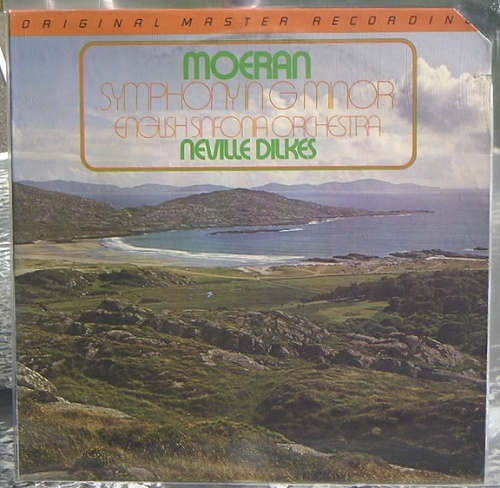 ORIGINAL MASTER RECORDING
MOERAN
SYMPHONY IN G MINOR
ENGLISH SINFONIA ORCHESTRA
NEVILLE DILKES